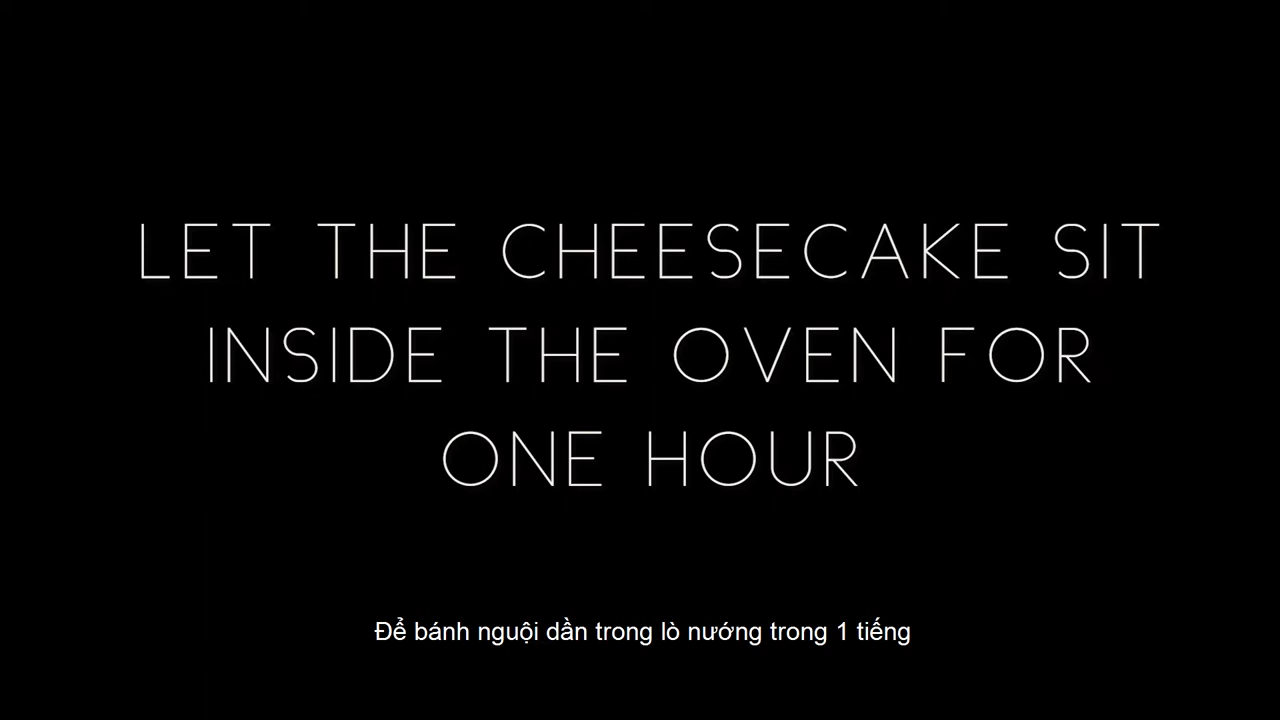 LET THE CHEESECAKE SIT
INSIDE THE OVEN FOR
ONE HOUR
Để bánh nguội dần trong lò nướng trong 1 tiếng